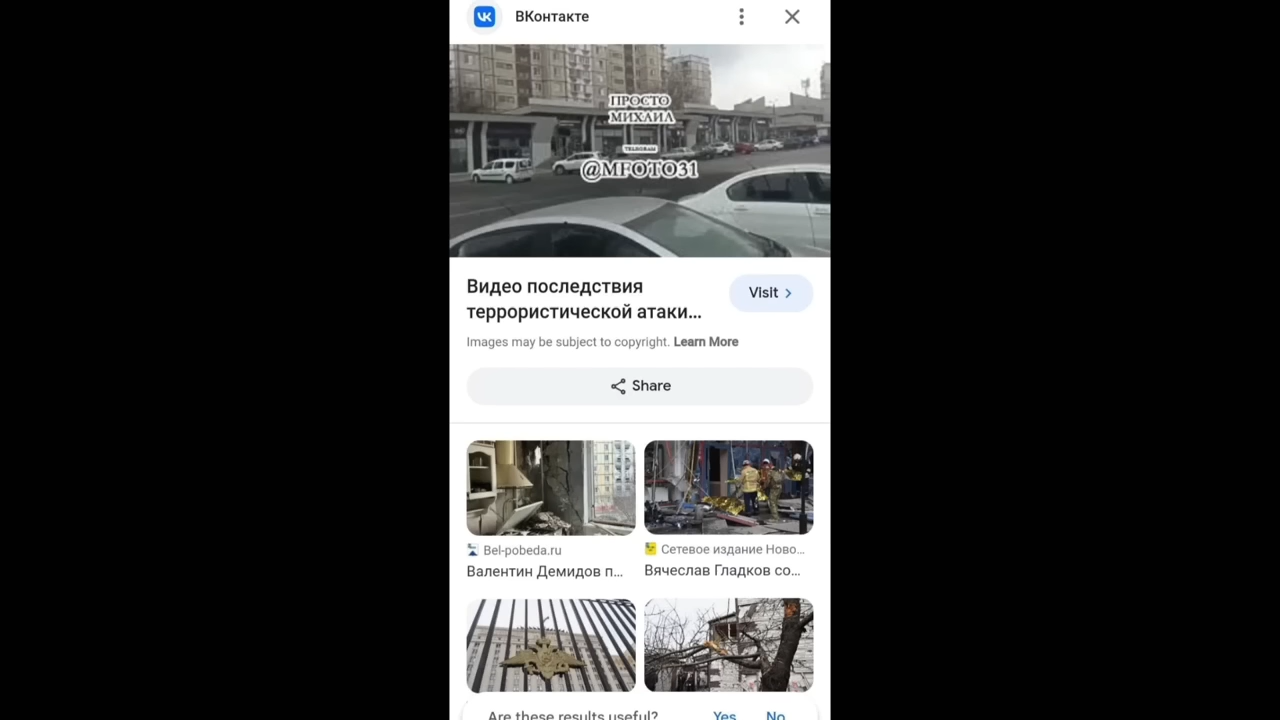 ВКонтакте
ПРОСТО
МИХАИЛ
TELEGRAM
@MFOTO31
Видео последствия
террористической атаки...
Visit
Images may be subject to copyright. Learn More
Share
Bel-pobeda.ru
Валентин Демидов п...
Сетевое издание Ново...
Вячеслав Гладков со...
Are these results useful?
Yes
No